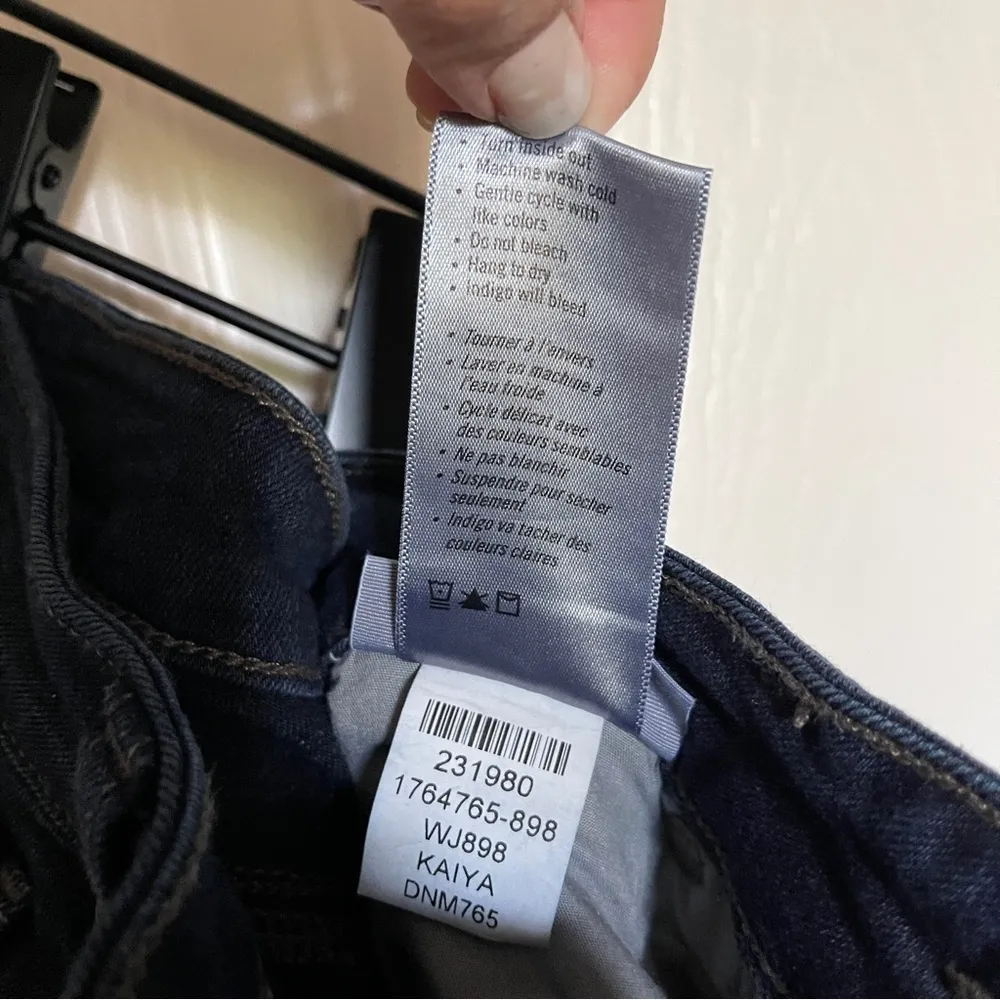 • Turn inside out
• Machine wash cold
• Gentle cycle with
like colors
• Do not bleach
• Hang to dry
• Indigo will bleed
• Tourner à l'envers
• Laver en machine à
l'eau froide
• Cycle délicat avec
des couleurs semblables
• Ne pas blanchir
• Suspendre pour sécher
seulement
• Indigo va tacher des
couleurs claires
231980
1764765-898
WJ898
KAIYA
DNM765